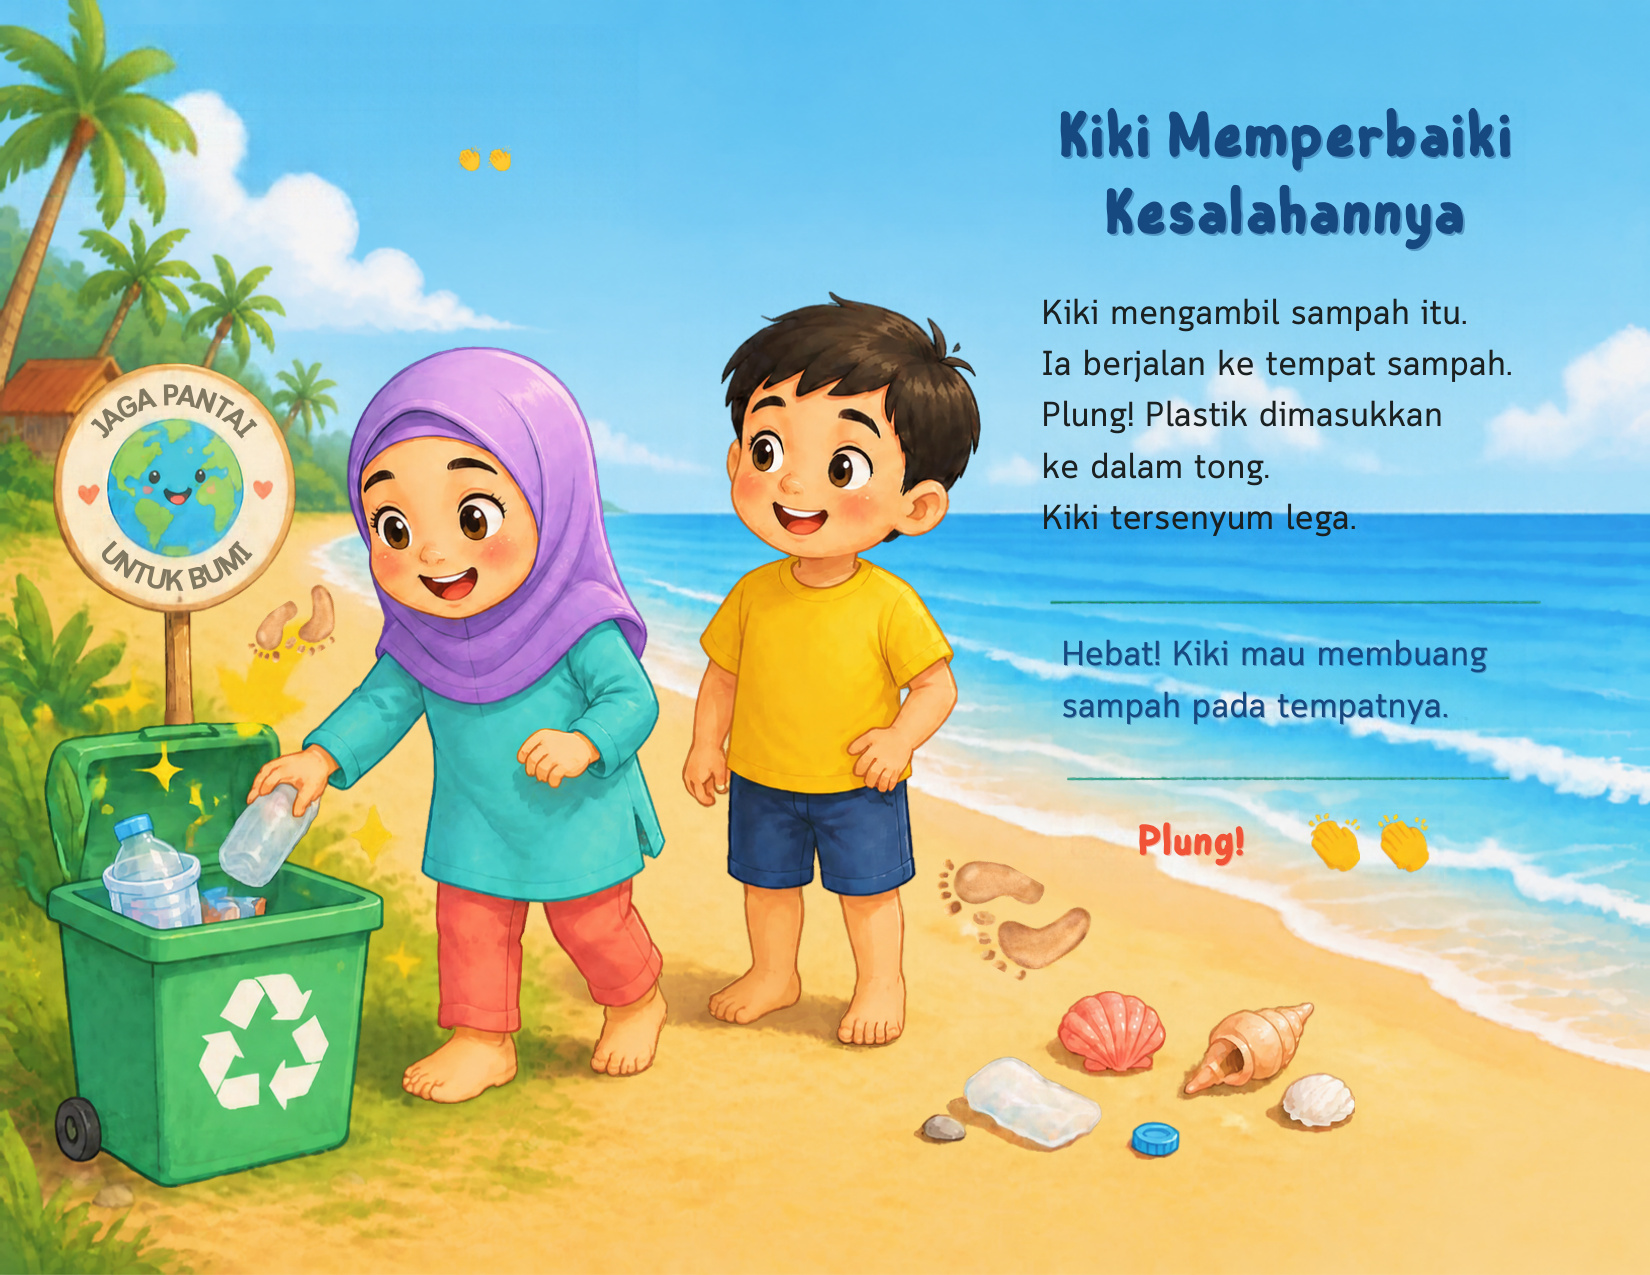 Kiki Memperbaiki
Kesalahannya
Kiki mengambil sampah itu.
Ia berjalan ke tempat sampah.
Plung! Plastik dimasukkan
ke dalam tong.
Kiki tersenyum lega.
Hebat! Kiki mau membuang
sampah pada tempatnya.
Plung!
JAGA PANTAI
UNTUK BUMI